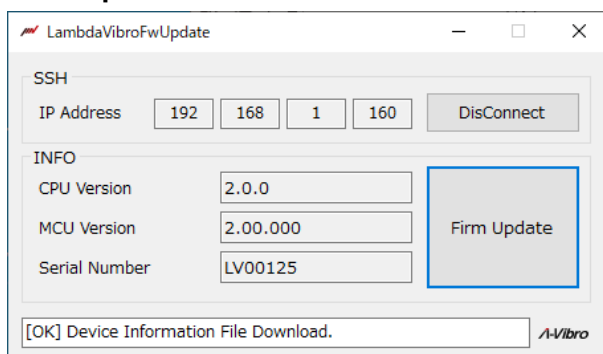 LambdaVibroFwUpdate
SSH
IP Address 192 168 1 160 DisConnect
INFO
CPU Version 2.0.0
MCU Version 2.00.000 Firm Update
Serial Number LV00125
[OK] Device Information File Download. Λ-Vibro